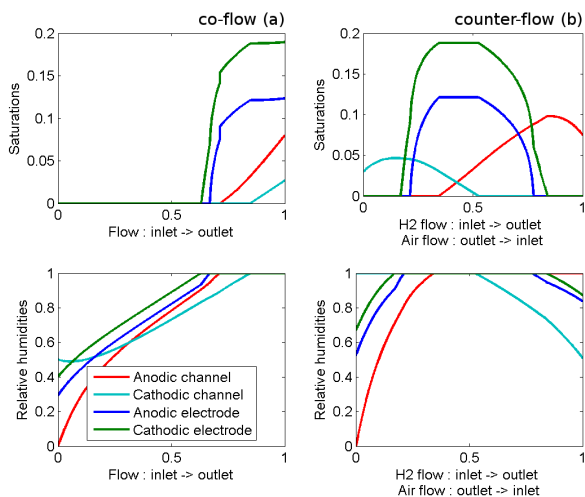 co-flow (a)
counter-flow (b)
Saturations
0.2
0.15
0.1
0.05
0
0
0.5
1
Flow : inlet -> outlet
Saturations
0.2
0.15
0.1
0.05
0
0
0.5
1
H2 flow : inlet -> outlet
Air flow : outlet -> inlet
Relative humidities
1
0.8
0.6
0.4
0.2
0
Anodic channel
Cathodic channel
Anodic electrode
Cathodic electrode
0
0.5
1
Flow : inlet -> outlet
Relative humidities
1
0.8
0.6
0.4
0.2
0
0
0.5
1
H2 flow : inlet -> outlet
Air flow : outlet -> inlet